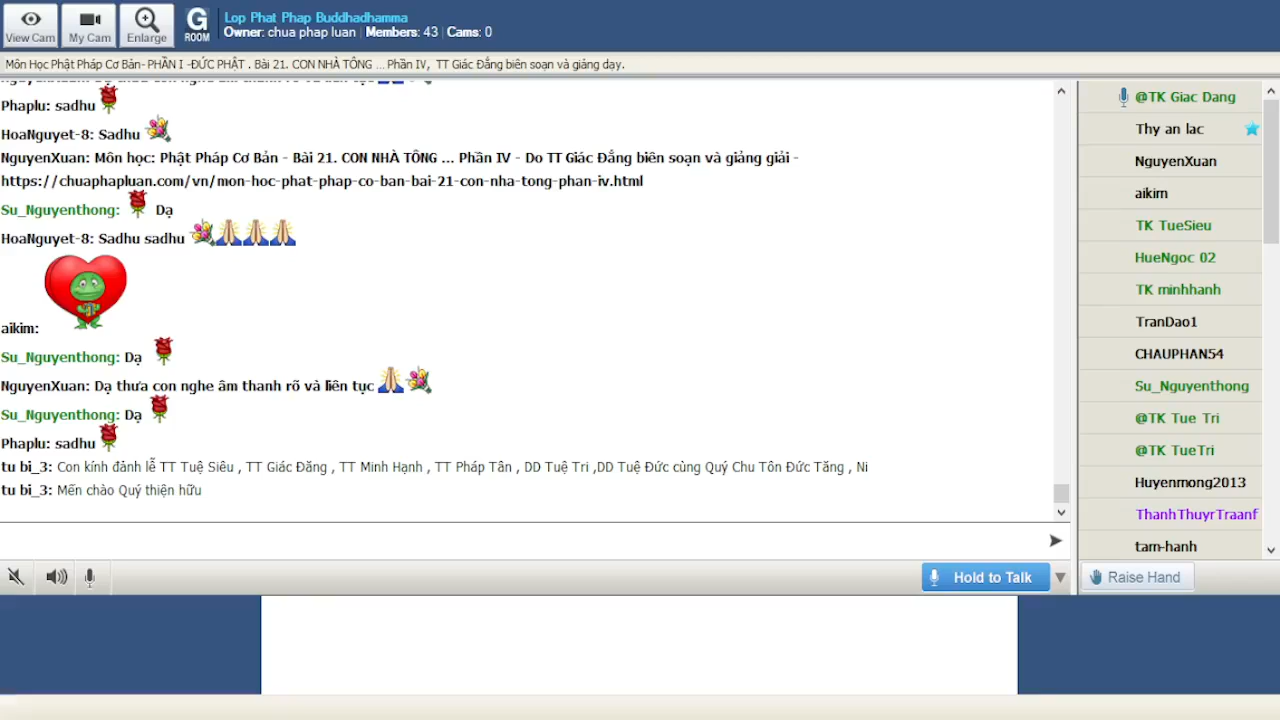 View Cam
My Cam
Enlarge
G
ROOM
Lop Phat Phap Buddhadhamma
Owner: chua phap luan | Members: 43 | Cams: 0
Môn Học Phật Pháp Cơ Bản- PHẦN I -ĐỨC PHẬT . Bài 21. CON NHÀ TÔNG ... Phần IV, TT Giác Đẳng biên soạn và giảng dạy.
Phaplu: sadhu
HoaNguyet-8: Sadhu
NguyenXuan: Môn học: Phật Pháp Cơ Bản - Bài 21. CON NHÀ TÔNG ... Phần IV - Do TT Giác Đẳng biên soạn và giảng giải -
https://chuaphapluan.com/vn/mon-hoc-phat-phap-co-ban-bai-21-con-nha-tong-phan-iv.html
Su_Nguyenthong: Dạ
HoaNguyet-8: Sadhu sadhu
aikim:
Su_Nguyenthong: Dạ
NguyenXuan: Dạ thưa con nghe âm thanh rõ và liên tục
Su_Nguyenthong: Dạ
Phaplu: sadhu
tu bi_3: Con kính đảnh lễ TT Tuệ Siêu , TT Giác Đăng , TT Minh Hạnh , TT Pháp Tân , DD Tuệ Tri ,DD Tuệ Đức cùng Quý Chu Tôn Đức Tăng , Ni
tu bi_3: Mến chào Quý thiện hữu
@TK Giac Dang
Thy an lac
NguyenXuan
aikim
TK TueSieu
HueNgoc 02
TK minhhanh
TranDao1
CHAUPHAN54
Su_Nguyenthong
@TK Tue Tri
@TK TueTri
Huyenmong2013
ThanhThuyrTraanf
tam-hanh
Hold to Talk
Raise Hand